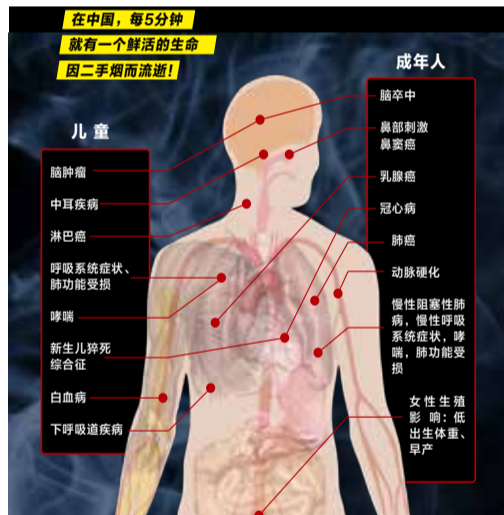 在中国，每5分钟
就有一个鲜活的生命
因二手烟而流逝！
儿童
脑肿瘤
中耳疾病
淋巴癌
呼吸系统症状、
肺功能受损
哮喘
新生儿猝死
综合征
白血病
下呼吸道疾病
成年人
脑卒中
鼻部刺激
鼻窦癌
乳腺癌
冠心病
肺癌
动脉硬化
慢性阻塞性肺
病，慢性呼吸
系统症状，哮
喘，肺功能受
损
女性生殖
影响：低
出生体重、
早产